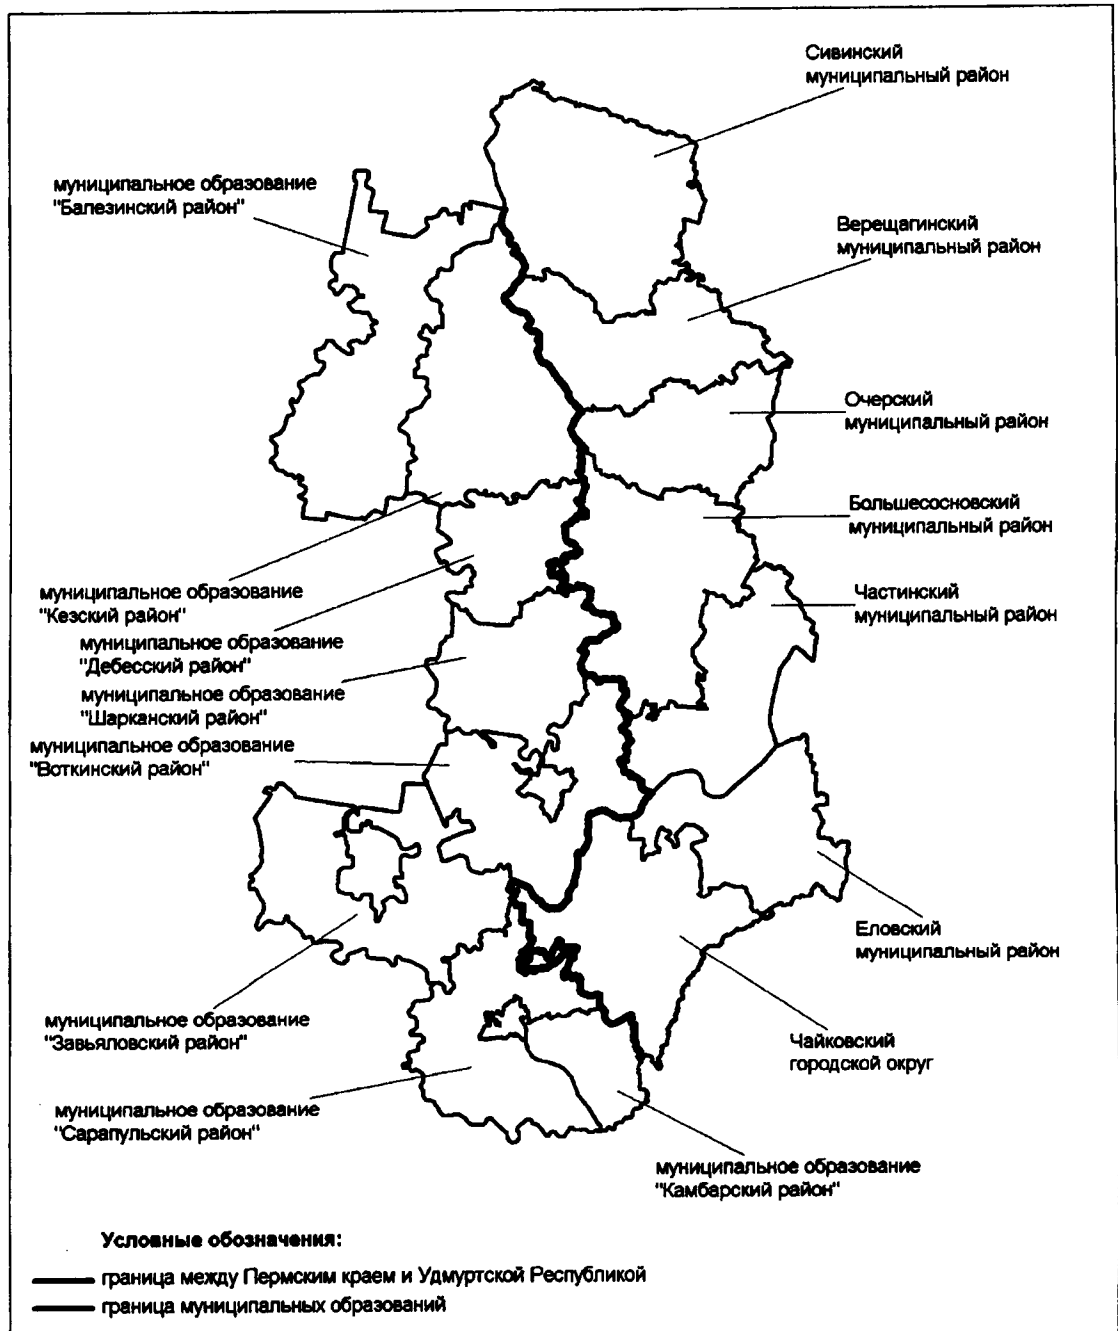 Сивинский
муниципальный район
муниципальное образование
"Балезинский район"
Верещагинский
муниципальный район
Очерский
муниципальный район
Большесосновский
муниципальный район
муниципальное образование
"Кезский район"
Частинский
муниципальный район
муниципальное образование
"Дебесский район"
муниципальное образование
"Шарканский район"
муниципальное образование
"Воткинский район"
Еловский
муниципальный район
муниципальное образование
"Завьяловский район"
Чайковский
городской округ
муниципальное образование
"Сарапульский район"
муниципальное образование
"Камбарский район"
Условные обозначения:
граница между Пермским краем и Удмуртской Республикой
граница муниципальных образований